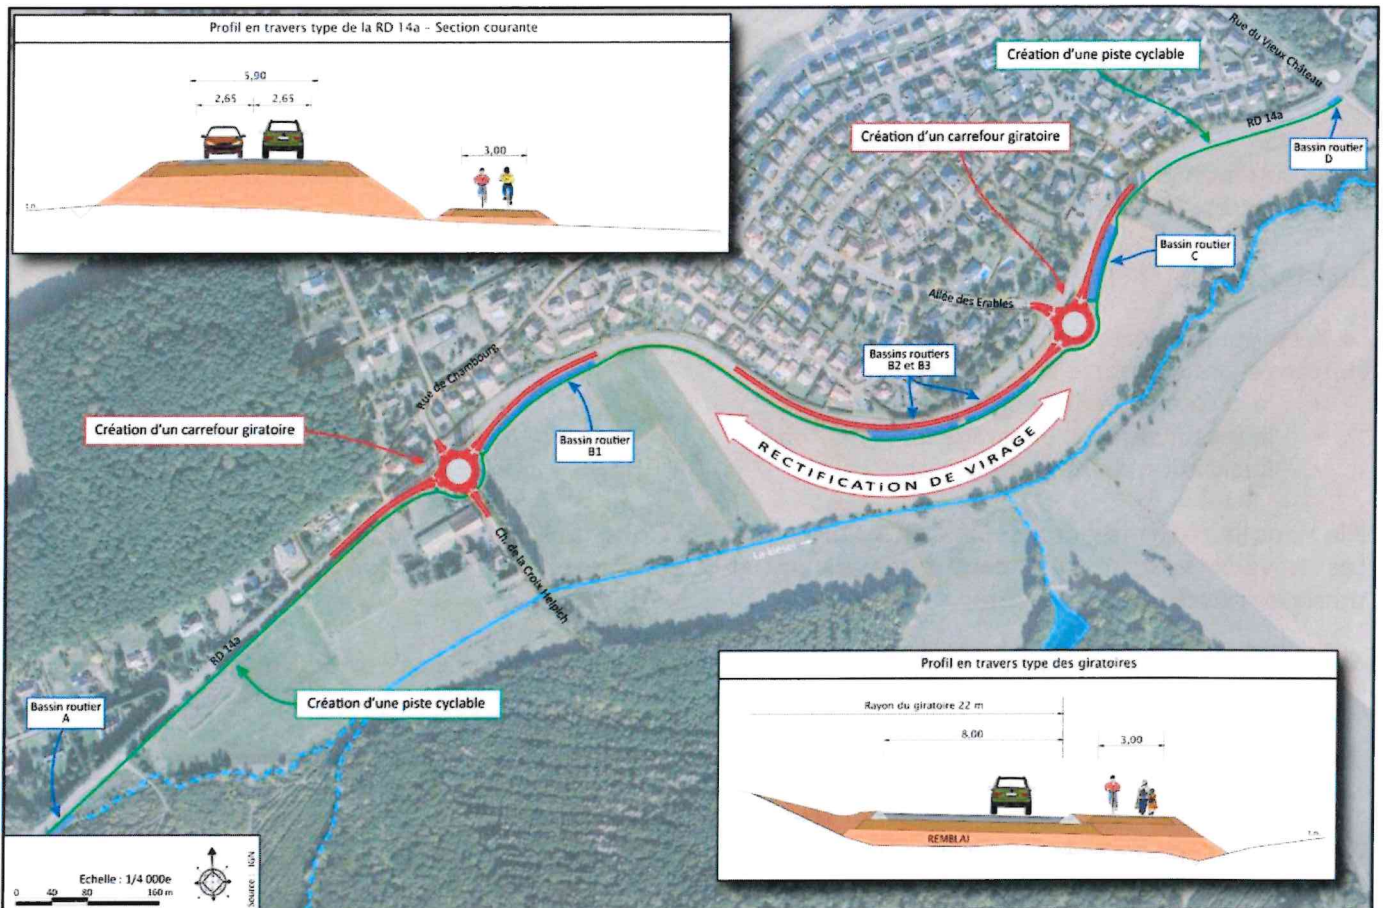 Profil en travers type de la RD 14a - Section courante
5,90
2,65
2,65
3,00
T.n.
Rue du Vieux Château
Création d'une piste cyclable
RD 14a
Création d'un carrefour giratoire
Bassin routier
D
Bassin routier
C
Allée des Erables
Bassins routiers
B2 et B3
Rue de Chambourg
Création d'un carrefour giratoire
Bassin routier
B1
RECTIFICATION DE VIRAGE
Ch. de la Croix Helpich
RD 14a
Création d'une piste cyclable
Bassin routier
A
Profil en travers type des giratoires
Rayon du giratoire 22 m
8,00
3,00
REMBLAI
T.n.
Echelle : 1/4 000e
0 40 80 160 m
Source : IGN